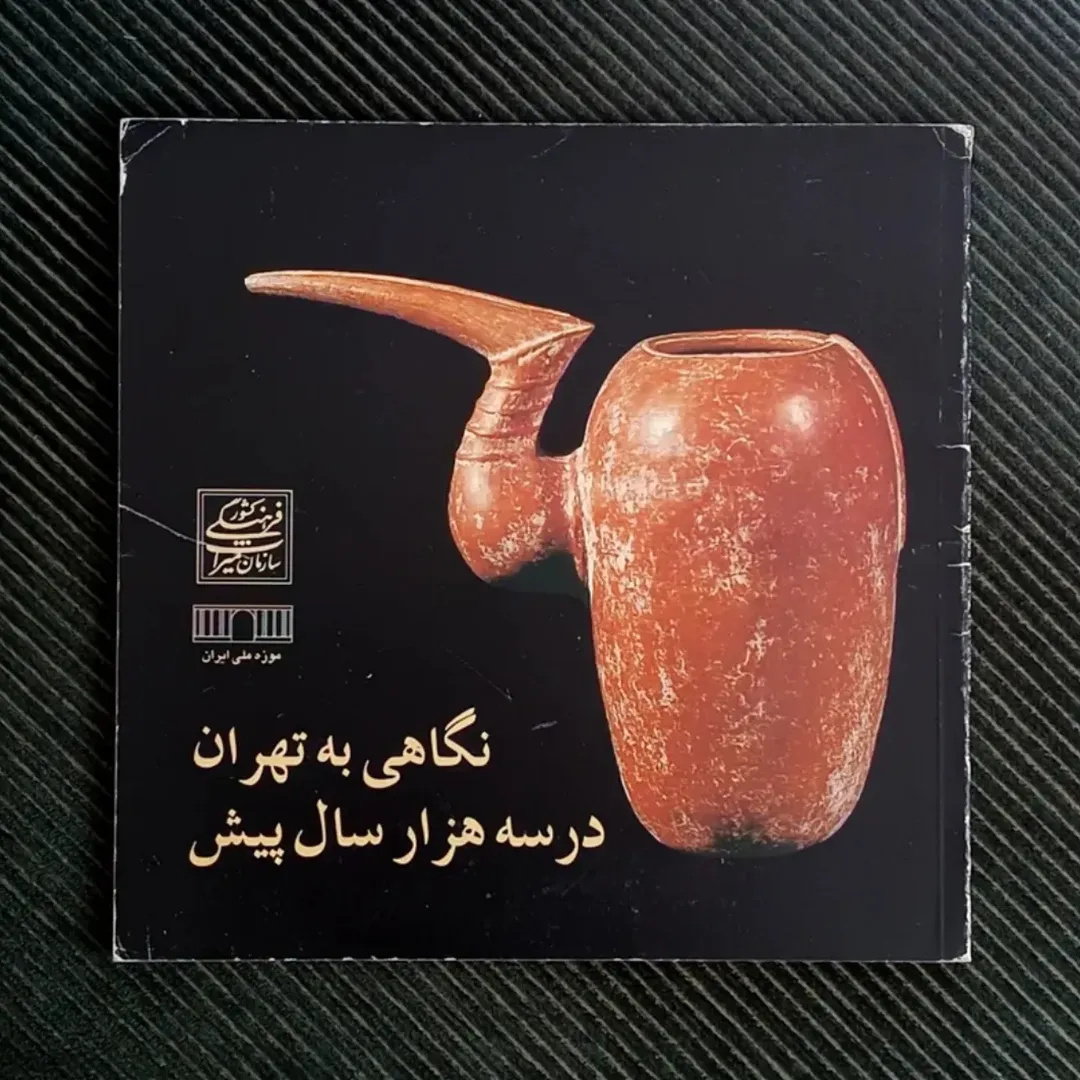 سازمان میراث
فرهنگی
کشور
موزه ملی ایران
نگاهی به تهران
در سه هزار سال پیش